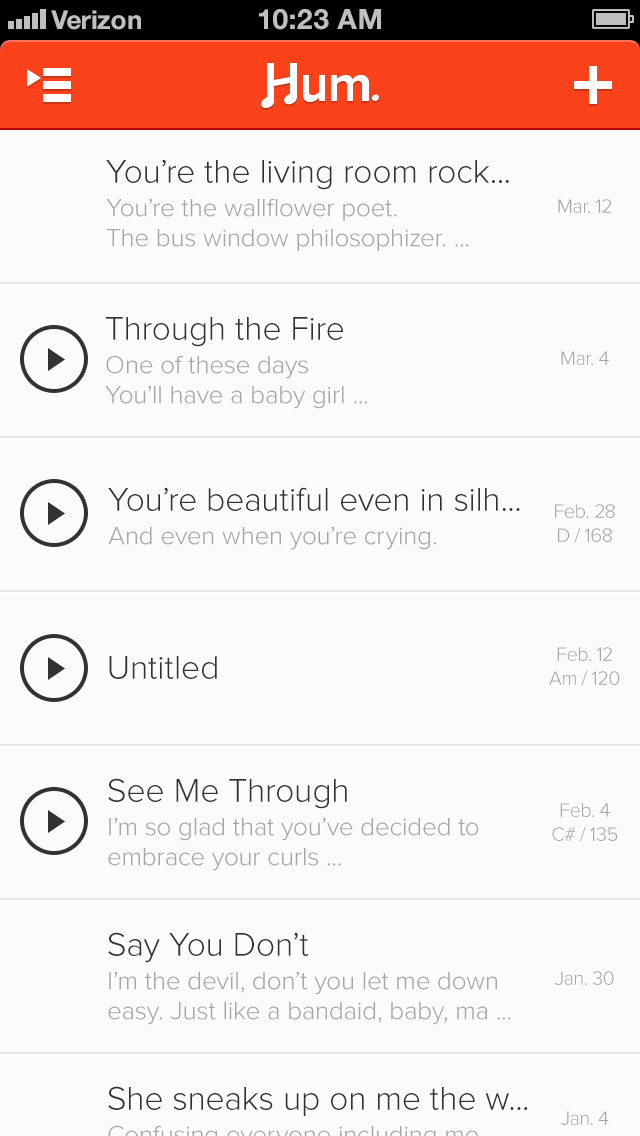 Verizon 10:23 AM
Hum.
You're the living room rock...
You're the wallflower poet.
The bus window philosophizer. ...
Mar. 12
Through the Fire
One of these days
You'll have a baby girl ...
Mar. 4
You're beautiful even in silh...
And even when you're crying.
Feb. 28
D / 168
Untitled
Feb. 12
Am / 120
See Me Through
I'm so glad that you've decided to
embrace your curls ...
Feb. 4
C# / 135
Say You Don't
I'm the devil, don't you let me down
easy. Just like a bandaid, baby, ma ...
Jan. 30
She sneaks up on me the w...
Confusing everyone including me
Jan. 4